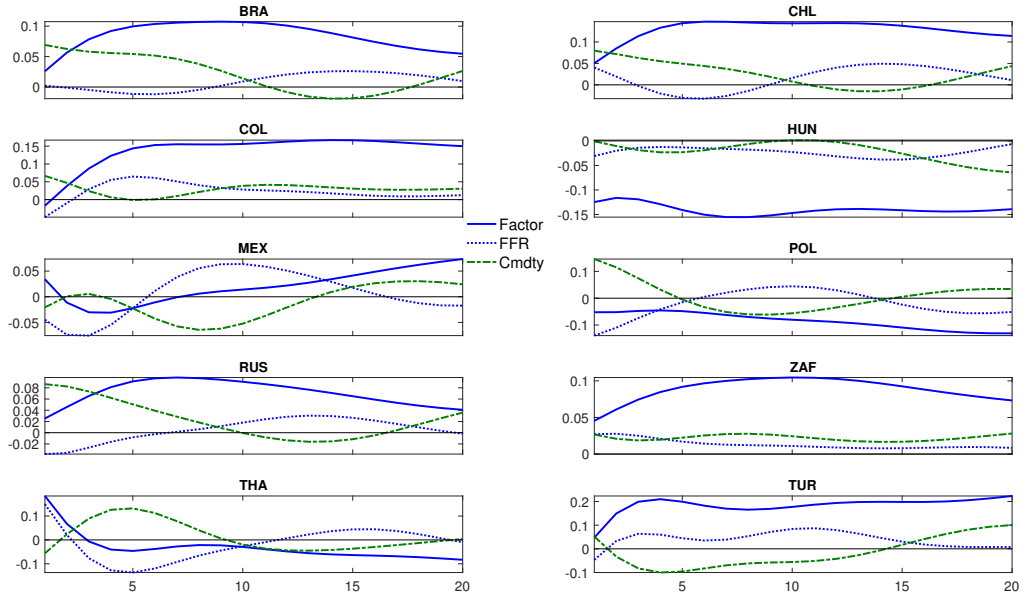 BRA
0.1
0.05
0
CHL
0.1
0.05
0
COL
0.15
0.1
0.05
0
HUN
0
-0.05
-0.1
-0.15
Factor
FFR
Cmdty
MEX
0.05
0
-0.05
POL
0.1
0
-0.1
RUS
0.08
0.06
0.04
0.02
0
-0.02
ZAF
0.1
0.05
0
THA
0.1
0
-0.1
5 10 15 20
TUR
0.2
0.1
0
-0.1
5 10 15 20